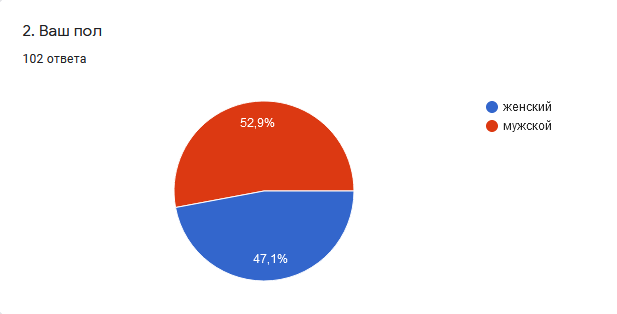 2. Ваш пол
102 ответа
женский
мужской
52,9%
47,1%